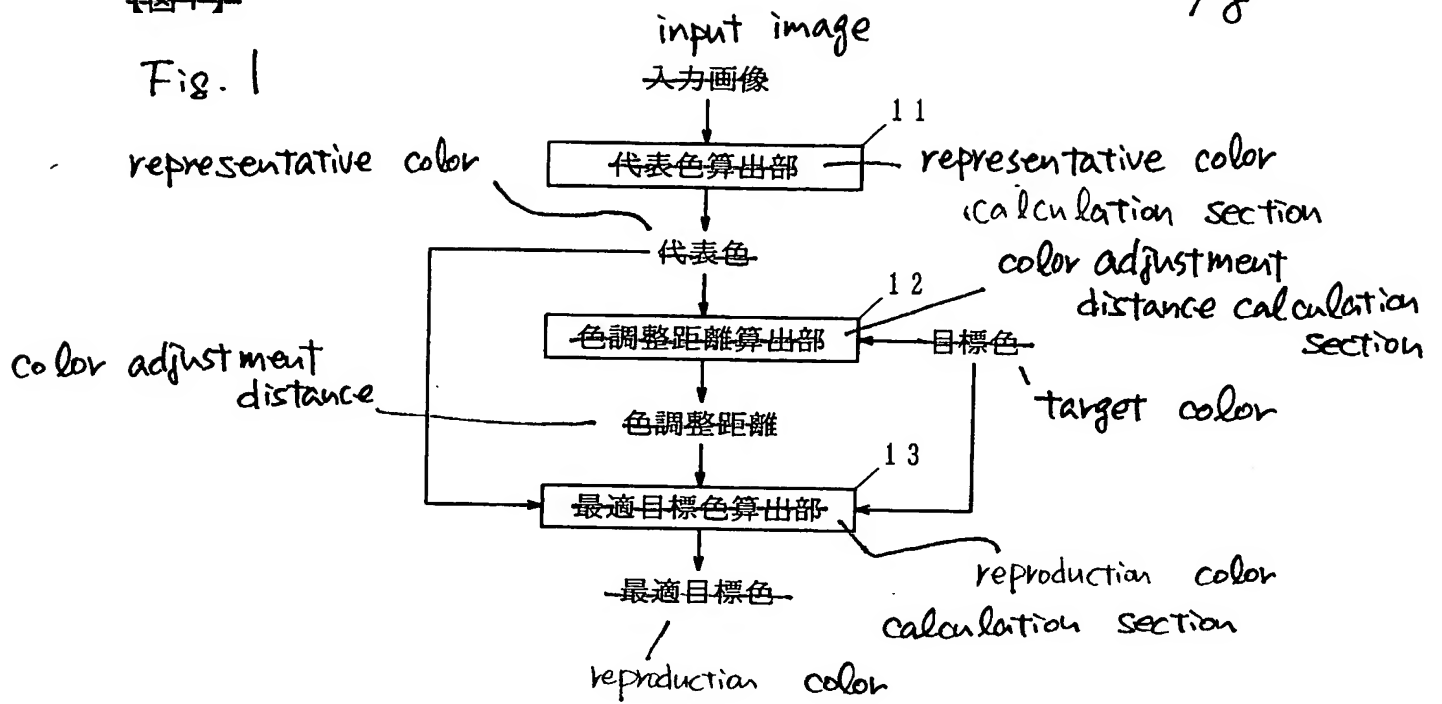 【図1】
Fig. 1
input image
入力画像
11
representative color
代表色算出部
representative color
calculation section
代表色
color adjustment
distance calculation
section
12
色調整距離算出部
目標色
color adjustment
distance
target color
色調整距離
13
最適目標色算出部
reproduction color
calculation section
最適目標色
reproduction color